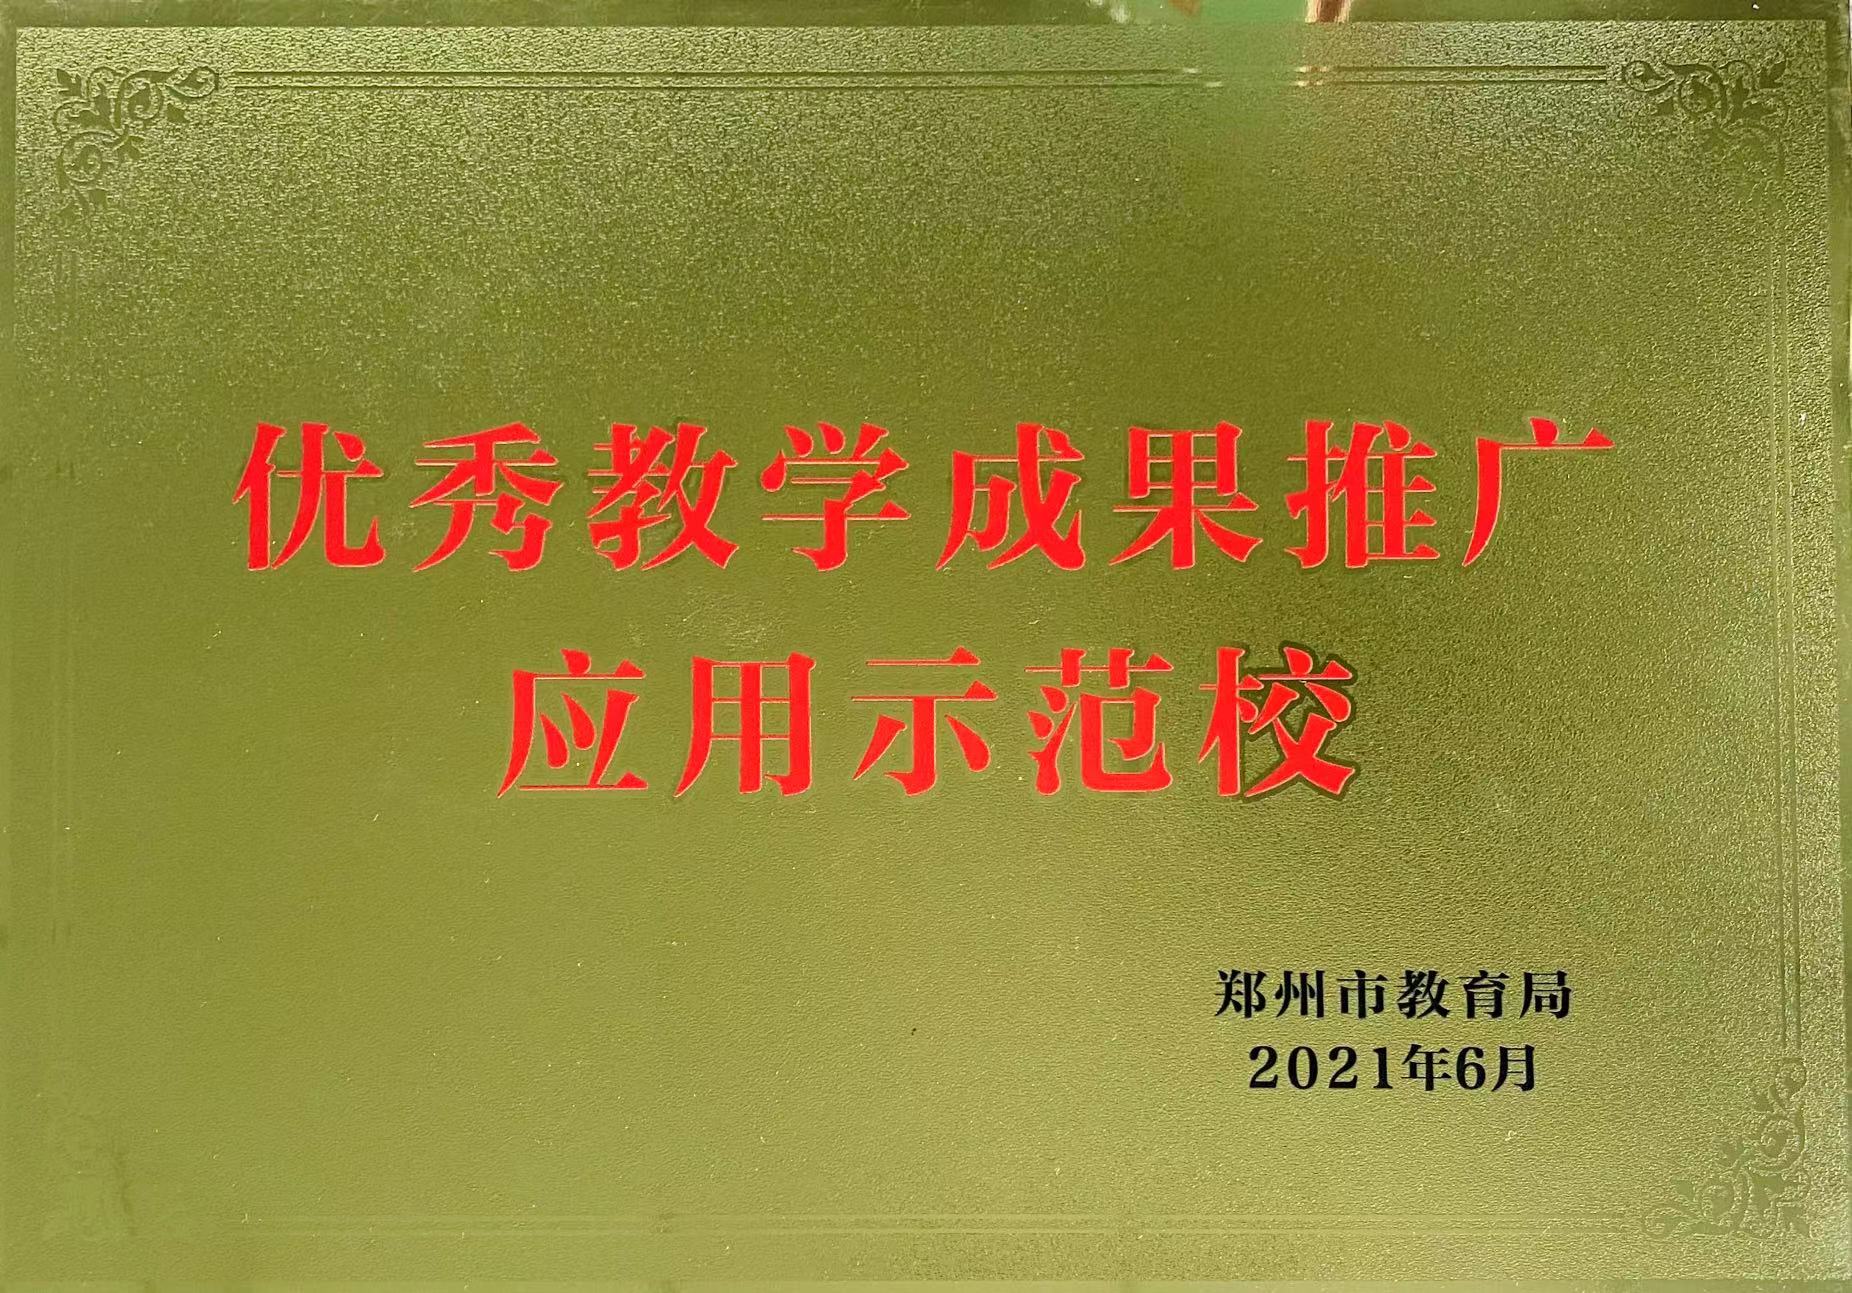 优秀教学成果推广
应用示范校
郑州市教育局
2021年6月